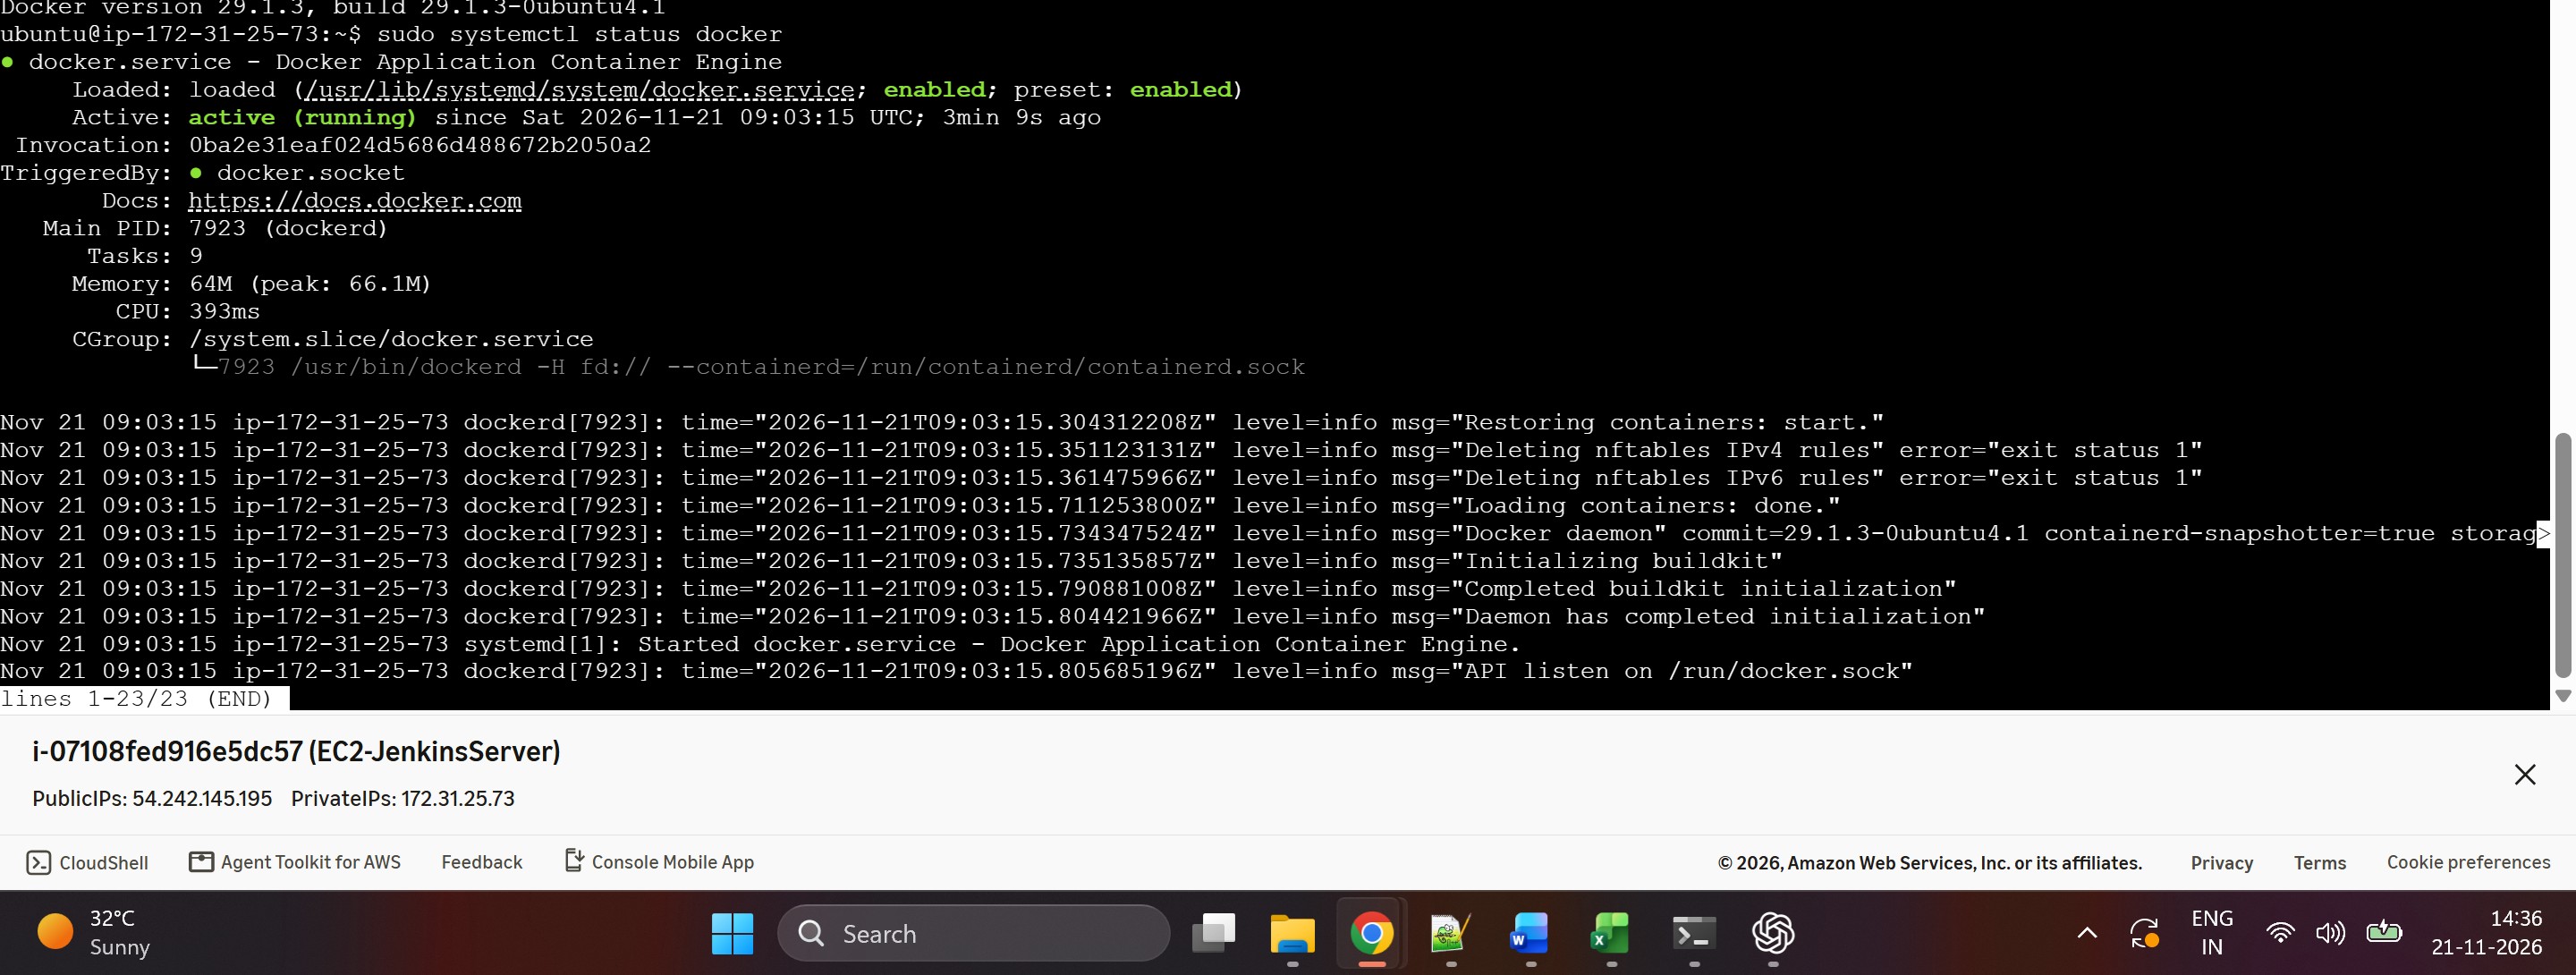 Docker version 29.1.3, build 29.1.3-0ubuntu4.1
ubuntu@ip-172-31-25-73:~$ sudo systemctl status docker
● docker.service - Docker Application Container Engine
Loaded: loaded (/usr/lib/systemd/system/docker.service; enabled; preset: enabled)
Active: active (running) since Sat 2026-11-21 09:03:15 UTC; 3min 9s ago
Invocation: 0ba2e31eaf024d5686d488672b2050a2
TriggeredBy: ● docker.socket
Docs: https://docs.docker.com
Main PID: 7923 (dockerd)
Tasks: 9
Memory: 64M (peak: 66.1M)
CPU: 393ms
CGroup: /system.slice/docker.service
└─7923 /usr/bin/dockerd -H fd:// --containerd=/run/containerd/containerd.sock
Nov 21 09:03:15 ip-172-31-25-73 dockerd[7923]: time="2026-11-21T09:03:15.304312208Z" level=info msg="Restoring containers: start."
Nov 21 09:03:15 ip-172-31-25-73 dockerd[7923]: time="2026-11-21T09:03:15.351123131Z" level=info msg="Deleting nftables IPv4 rules" error="exit status 1"
Nov 21 09:03:15 ip-172-31-25-73 dockerd[7923]: time="2026-11-21T09:03:15.361475966Z" level=info msg="Deleting nftables IPv6 rules" error="exit status 1"
Nov 21 09:03:15 ip-172-31-25-73 dockerd[7923]: time="2026-11-21T09:03:15.711253800Z" level=info msg="Loading containers: done."
Nov 21 09:03:15 ip-172-31-25-73 dockerd[7923]: time="2026-11-21T09:03:15.734347524Z" level=info msg="Docker daemon" commit=29.1.3-0ubuntu4.1 containerd-snapshotter=true storag>
Nov 21 09:03:15 ip-172-31-25-73 dockerd[7923]: time="2026-11-21T09:03:15.735135857Z" level=info msg="Initializing buildkit"
Nov 21 09:03:15 ip-172-31-25-73 dockerd[7923]: time="2026-11-21T09:03:15.790881008Z" level=info msg="Completed buildkit initialization"
Nov 21 09:03:15 ip-172-31-25-73 dockerd[7923]: time="2026-11-21T09:03:15.804421966Z" level=info msg="Daemon has completed initialization"
Nov 21 09:03:15 ip-172-31-25-73 systemd[1]: Started docker.service - Docker Application Container Engine.
Nov 21 09:03:15 ip-172-31-25-73 dockerd[7923]: time="2026-11-21T09:03:15.805685196Z" level=info msg="API listen on /run/docker.sock"
lines 1-23/23 (END)
i-07108fed916e5dc57 (EC2-JenkinsServer)
PublicIPs: 54.242.145.195 PrivateIPs: 172.31.25.73
CloudShell Agent Toolkit for AWS Feedback Console Mobile App © 2026, Amazon Web Services, Inc. or its affiliates. Privacy Terms Cookie preferences
32°C
Sunny
Search
ENG
IN
14:36
21-11-2026